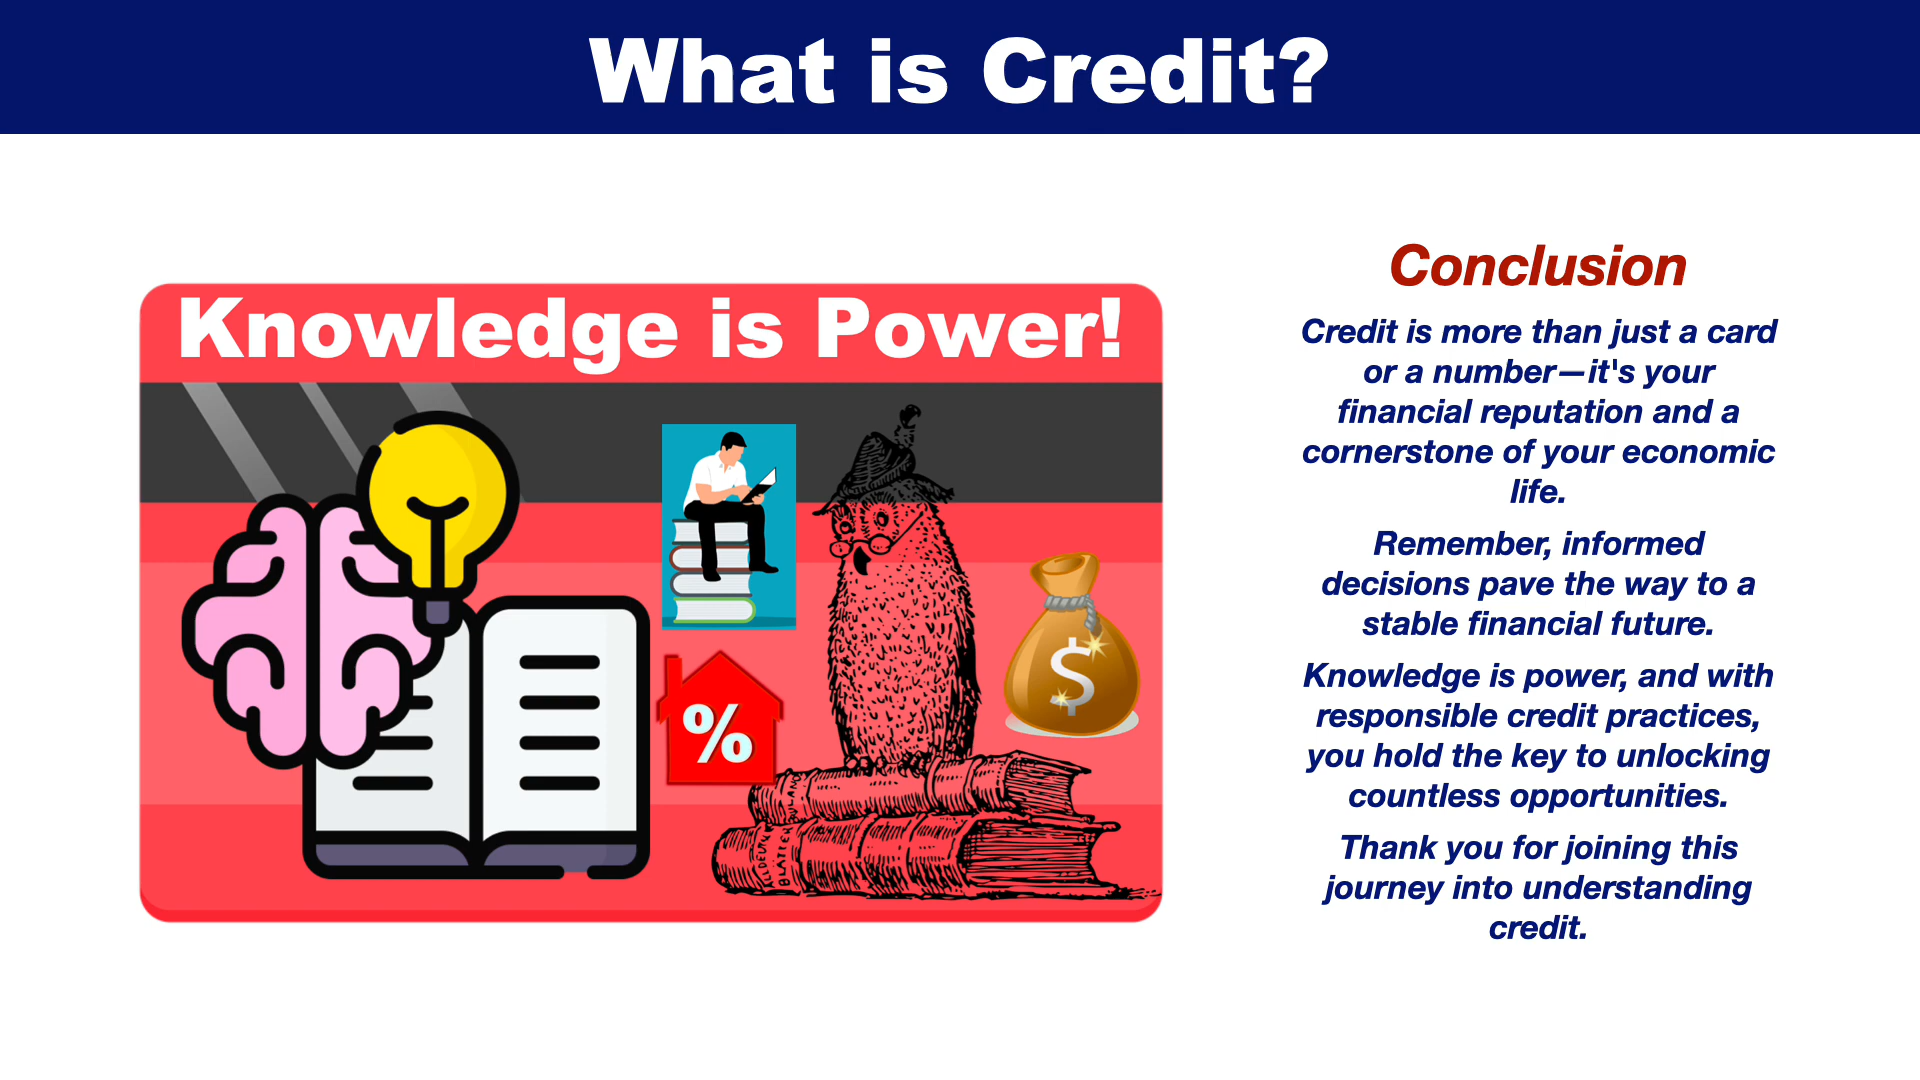 What is Credit?
Knowledge is Power!
$
%
ALLDEUTX
BLÄTTER
Conclusion
Credit is more than just a card
or a number—it's your
financial reputation and a
cornerstone of your economic
life.
Remember, informed
decisions pave the way to a
stable financial future.
Knowledge is power, and with
responsible credit practices,
you hold the key to unlocking
countless opportunities.
Thank you for joining this
journey into understanding
credit.